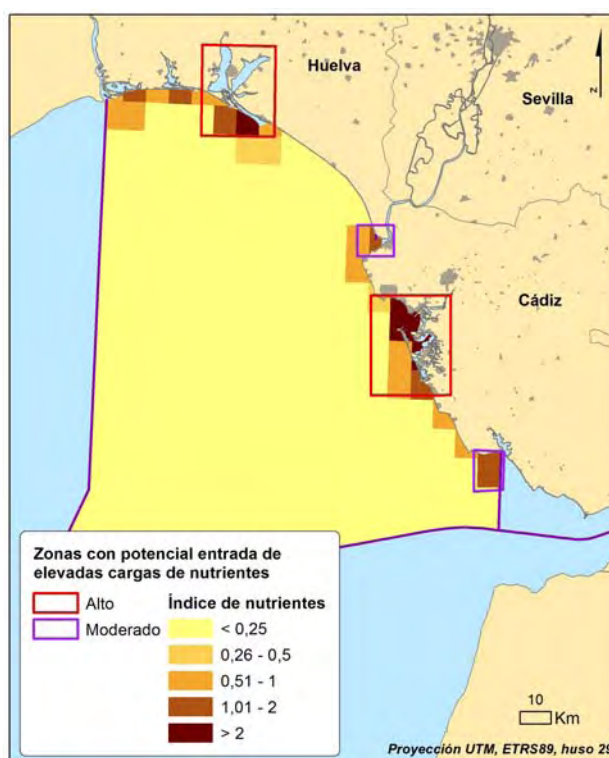 Huelva
Sevilla
Cádiz
N
Zonas con potencial entrada de
elevadas cargas de nutrientes
Alto
Moderado
Índice de nutrientes
< 0,25
0,26 - 0,5
0,51 - 1
1,01 - 2
> 2
10
Km
Proyección UTM, ETRS89, huso 29